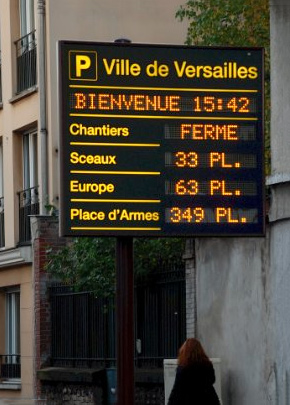 P Ville de Versailles
BIENVENUE 15:42
Chantiers FERME
Sceaux 33 PL.
Europe 63 PL.
Place d'Armes 349 PL.